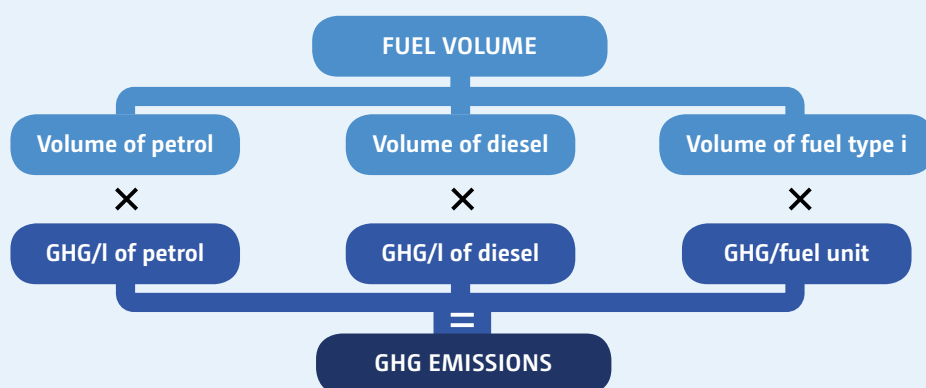 FUEL VOLUME
Volume of petrol
Volume of diesel
Volume of fuel type i
×
×
×
GHG/l of petrol
GHG/l of diesel
GHG/fuel unit
=
GHG EMISSIONS